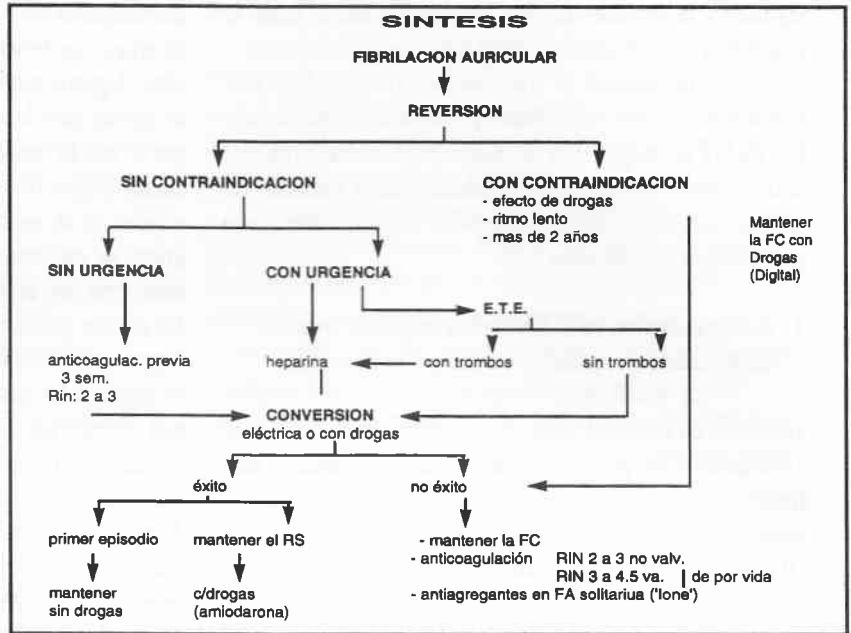 SINTESIS
FIBRILACION AURICULAR
REVERSION
SIN CONTRAINDICACION
CON CONTRAINDICACION
- efecto de drogas
- ritmo lento
- mas de 2 años
Mantener
la FC con
Drogas
(Digital)
SIN URGENCIA
CON URGENCIA
E.T.E.
anticoagulac. previa
3 sem.
Rin: 2 a 3
heparina
con trombos
sin trombos
CONVERSION
eléctrica o con drogas
éxito
no éxito
primer episodio
mantener el RS
mantener
sin drogas
c/drogas
(amiodarona)
- mantener la FC
- anticoagulación RIN 2 a 3 no valv.
RIN 3 a 4.5 va. | de por vida
- antiagregantes en FA solitariua ('lone')